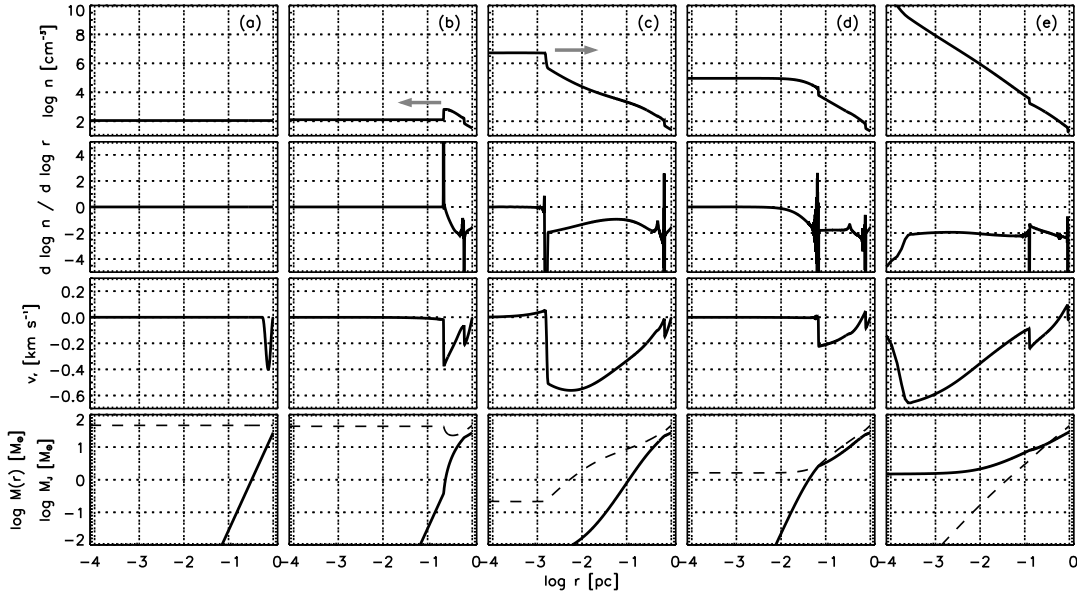 (a) (b) (c) (d) (e)
log n [cm⁻³]
10
8
6
4
2
d log n / d log r
4
2
0
−2
−4
vᵣ [km s⁻¹]
0.2
0.0
−0.2
−0.4
−0.6
log M(r) [M⊙]
log MJ [M⊙]
2
1
0
−1
−2
−4 −3 −2 −1 0−4 −3 −2 −1 0−4 −3 −2 −1 0−4 −3 −2 −1 0−4 −3 −2 −1 0
log r [pc]